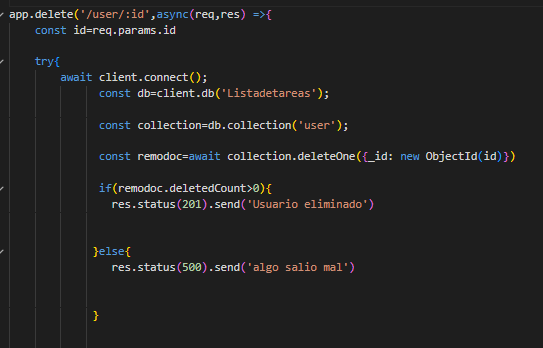 app.delete('/user/:id',async(req,res) =>{
const id=req.params.id
try{
await client.connect();
const db=client.db('Listadetareas');
const collection=db.collection('user');
const remodoc=await collection.deleteOne({_id: new ObjectId(id)})
if(remodoc.deletedCount>0){
res.status(201).send('Usuario eliminado')
}else{
res.status(500).send('algo salio mal')
}